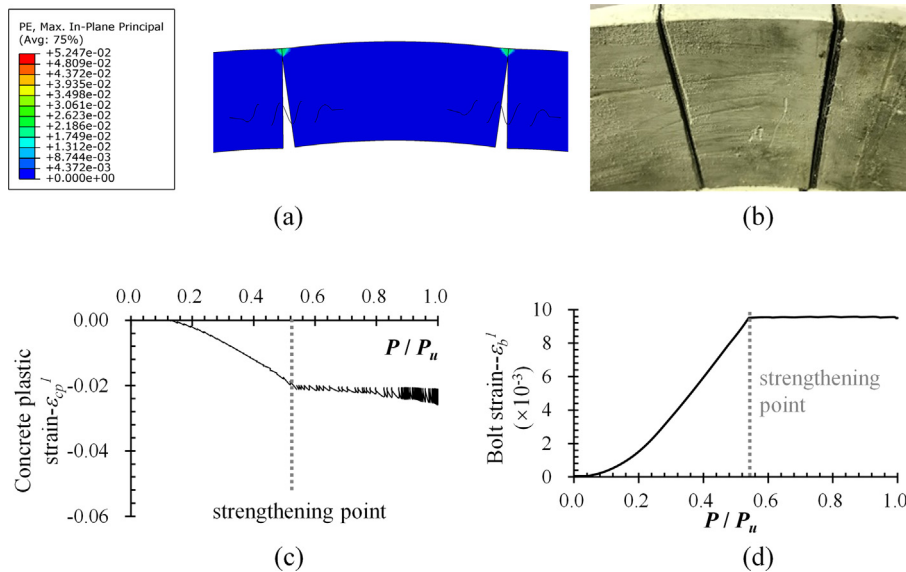 PE, Max. In-Plane Principal
(Avg: 75%)
+5.247e-02
+4.809e-02
+4.372e-02
+3.935e-02
+3.498e-02
+3.061e-02
+2.623e-02
+2.186e-02
+1.749e-02
+1.312e-02
+8.744e-03
+4.372e-03
+0.000e+00
(a)
(b)
0.0 0.2 0.4 0.6 0.8 1.0
0.00
-0.02
-0.04
-0.06
P / Pu
Concrete plastic
strain-εcp^l
strengthening point
(c)
10
8
6
4
2
0
Bolt strain--εb^l
(×10^-3)
strengthening
point
0.0 0.2 0.4 0.6 0.8 1.0
P / Pu
(d)